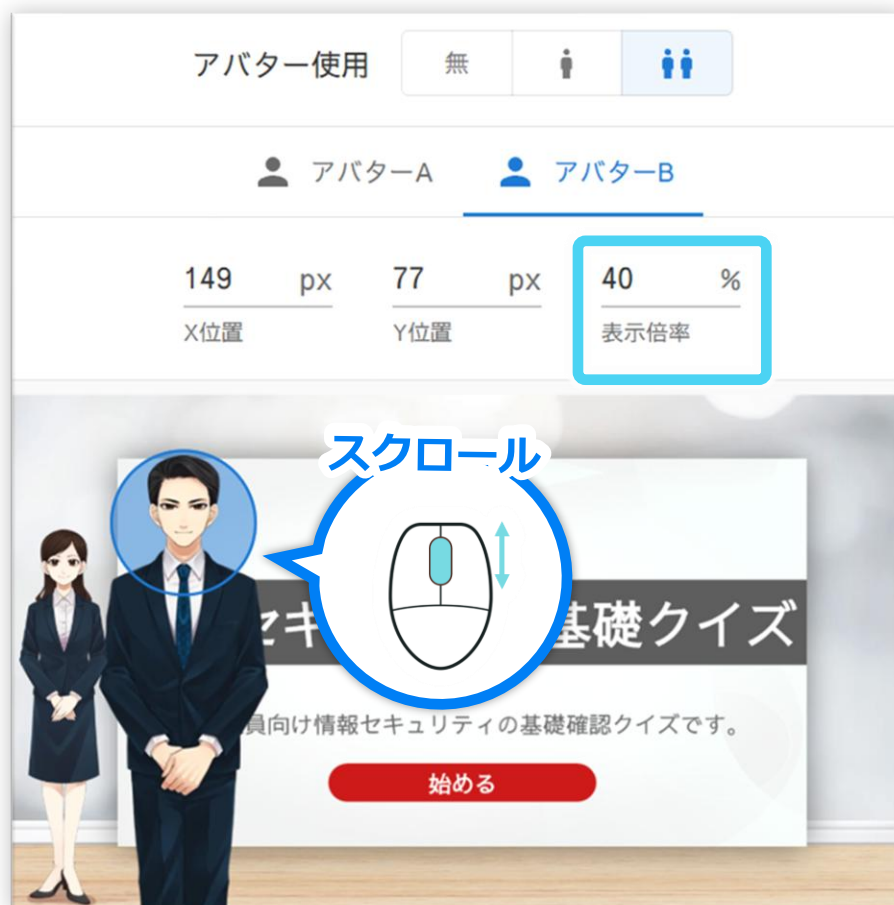 アバター使用 無
アバターA アバターB
149 px 77 px 40 %
X位置 Y位置 表示倍率
スクロール
セキ 基礎クイズ
員向け情報セキュリティの基礎確認クイズです。
始める